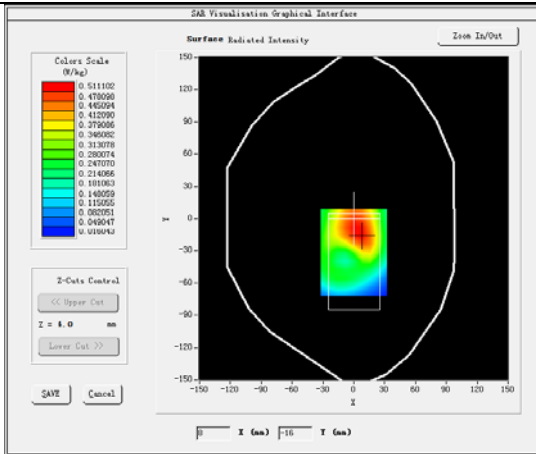 SAR Visualisation Graphical Interface
Surface Radiated Intensity
Zoom In/Out
Colors Scale
(W/kg)
0.511102
0.478098
0.445094
0.412090
0.379086
0.346082
0.313078
0.280074
0.247070
0.214066
0.181063
0.148059
0.115055
0.082051
0.049047
0.016043
Z-Cuts Control
<< Upper Cut
Z = 4.0 mm
Lower Cut >>
SAVE Cancel
150
120
90
60
30
0
-30
-60
-90
-120
-150
Y
-150 -120 -90 -60 -30 0 30 60 90 120 150
X
8 X (mm) -16 Y (mm)